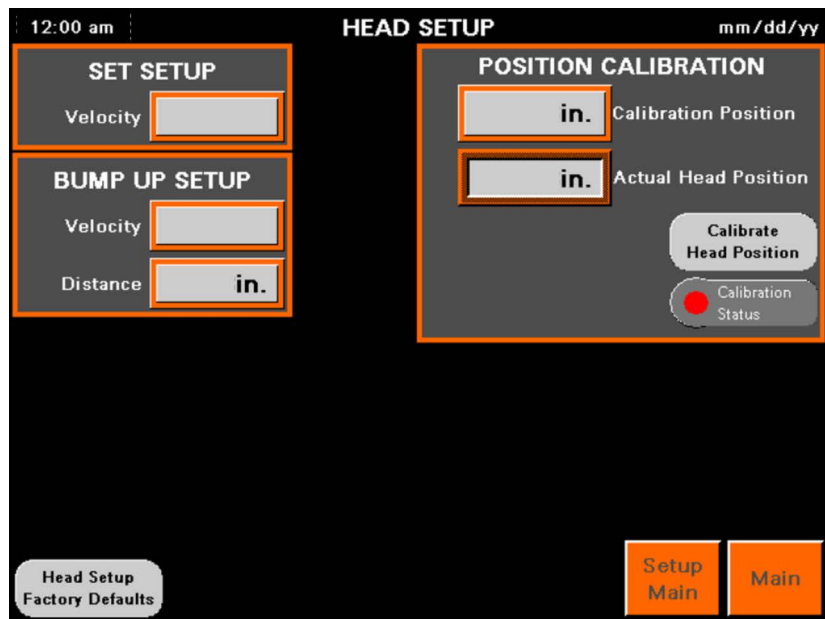 12:00 am
HEAD SETUP
mm/dd/yy
SET SETUP
Velocity
BUMP UP SETUP
Velocity
Distance
in.
POSITION CALIBRATION
in.
Calibration Position
in.
Actual Head Position
Calibrate
Head Position
Calibration
Status
Head Setup
Factory Defaults
Setup
Main
Main